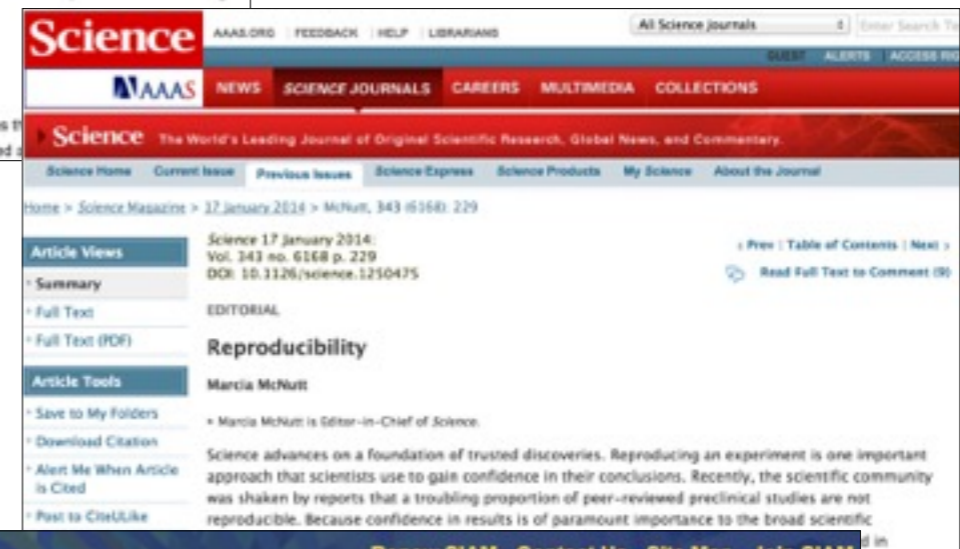 Science
AAAS.ORG FEEDBACK HELP LIBRARIANS
All Science Journals
Enter Search
GUEST ALERTS ACCESS
AAAS
NEWS SCIENCE JOURNALS CAREERS MULTIMEDIA COLLECTIONS
Science The World's Leading Journal of Original Scientific Research, Global News, and Commentary.
Science Home Current Issue Previous Issues Science Express Science Products My Science About the Journal
Home > Science Magazine > 17 January 2014 > McNutt, 343 (6168): 229
Article Views
Summary
Full Text
Full Text (PDF)
Article Tools
Save to My Folders
Download Citation
Alert Me When Article
is Cited
Post to CiteULike
Science 17 January 2014:
Vol. 343 no. 6168 p. 229
DOI: 10.1126/science.1250475
< Prev | Table of Contents | Next >
Read Full Text to Comment (9)
EDITORIAL
Reproducibility
Marcia McNutt
Marcia McNutt is Editor-in-Chief of Science.
Science advances on a foundation of trusted discoveries. Reproducing an experiment is one important
approach that scientists use to gain confidence in their conclusions. Recently, the scientific community
was shaken by reports that a troubling proportion of peer-reviewed preclinical studies are not
reproducible. Because confidence in results is of paramount importance to the broad scientific